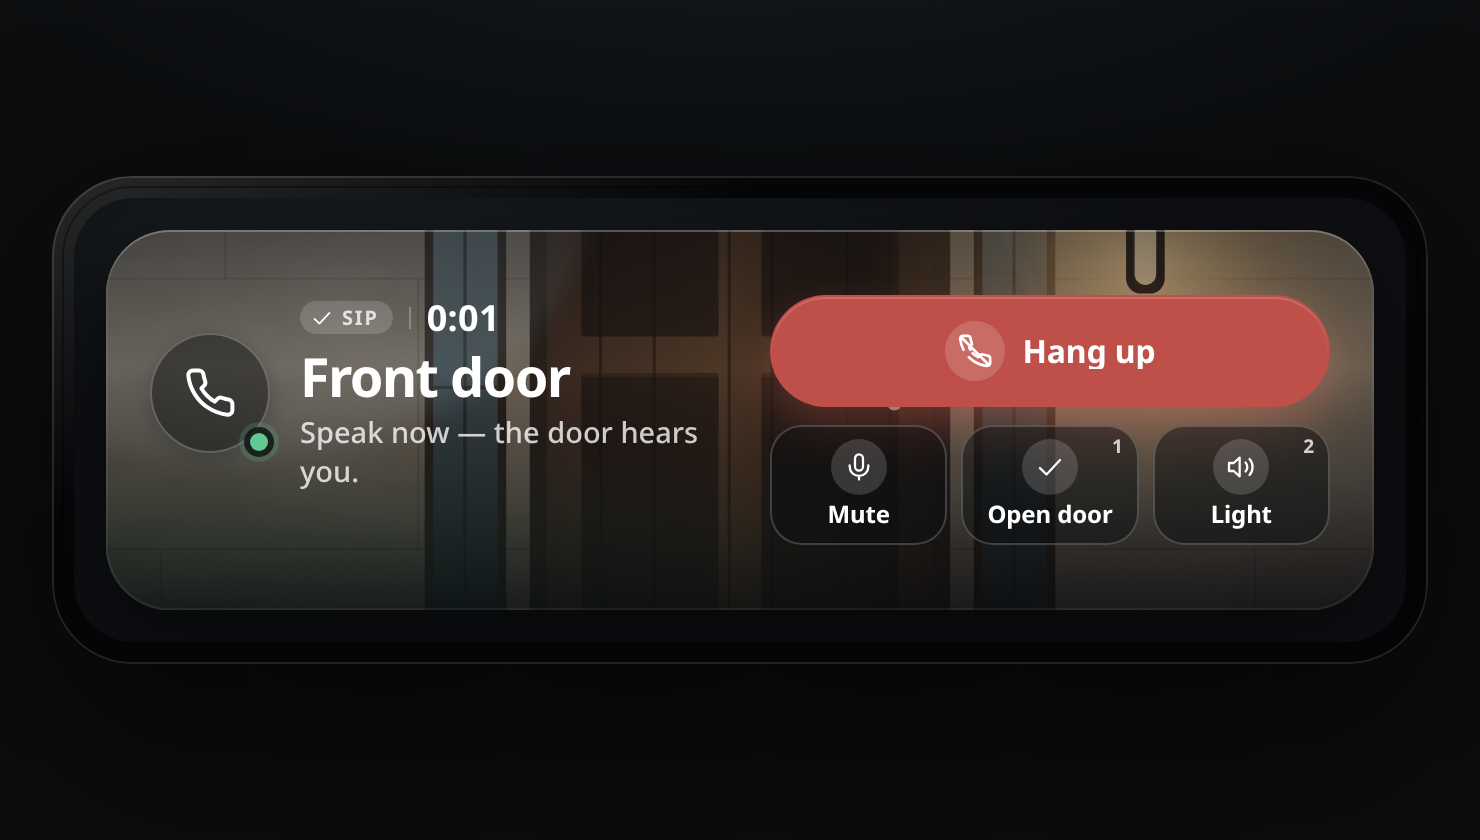 SIP 0:01
Front door
Speak now — the door hears
you.
Hang up
Mute
1
Open door
2
Light